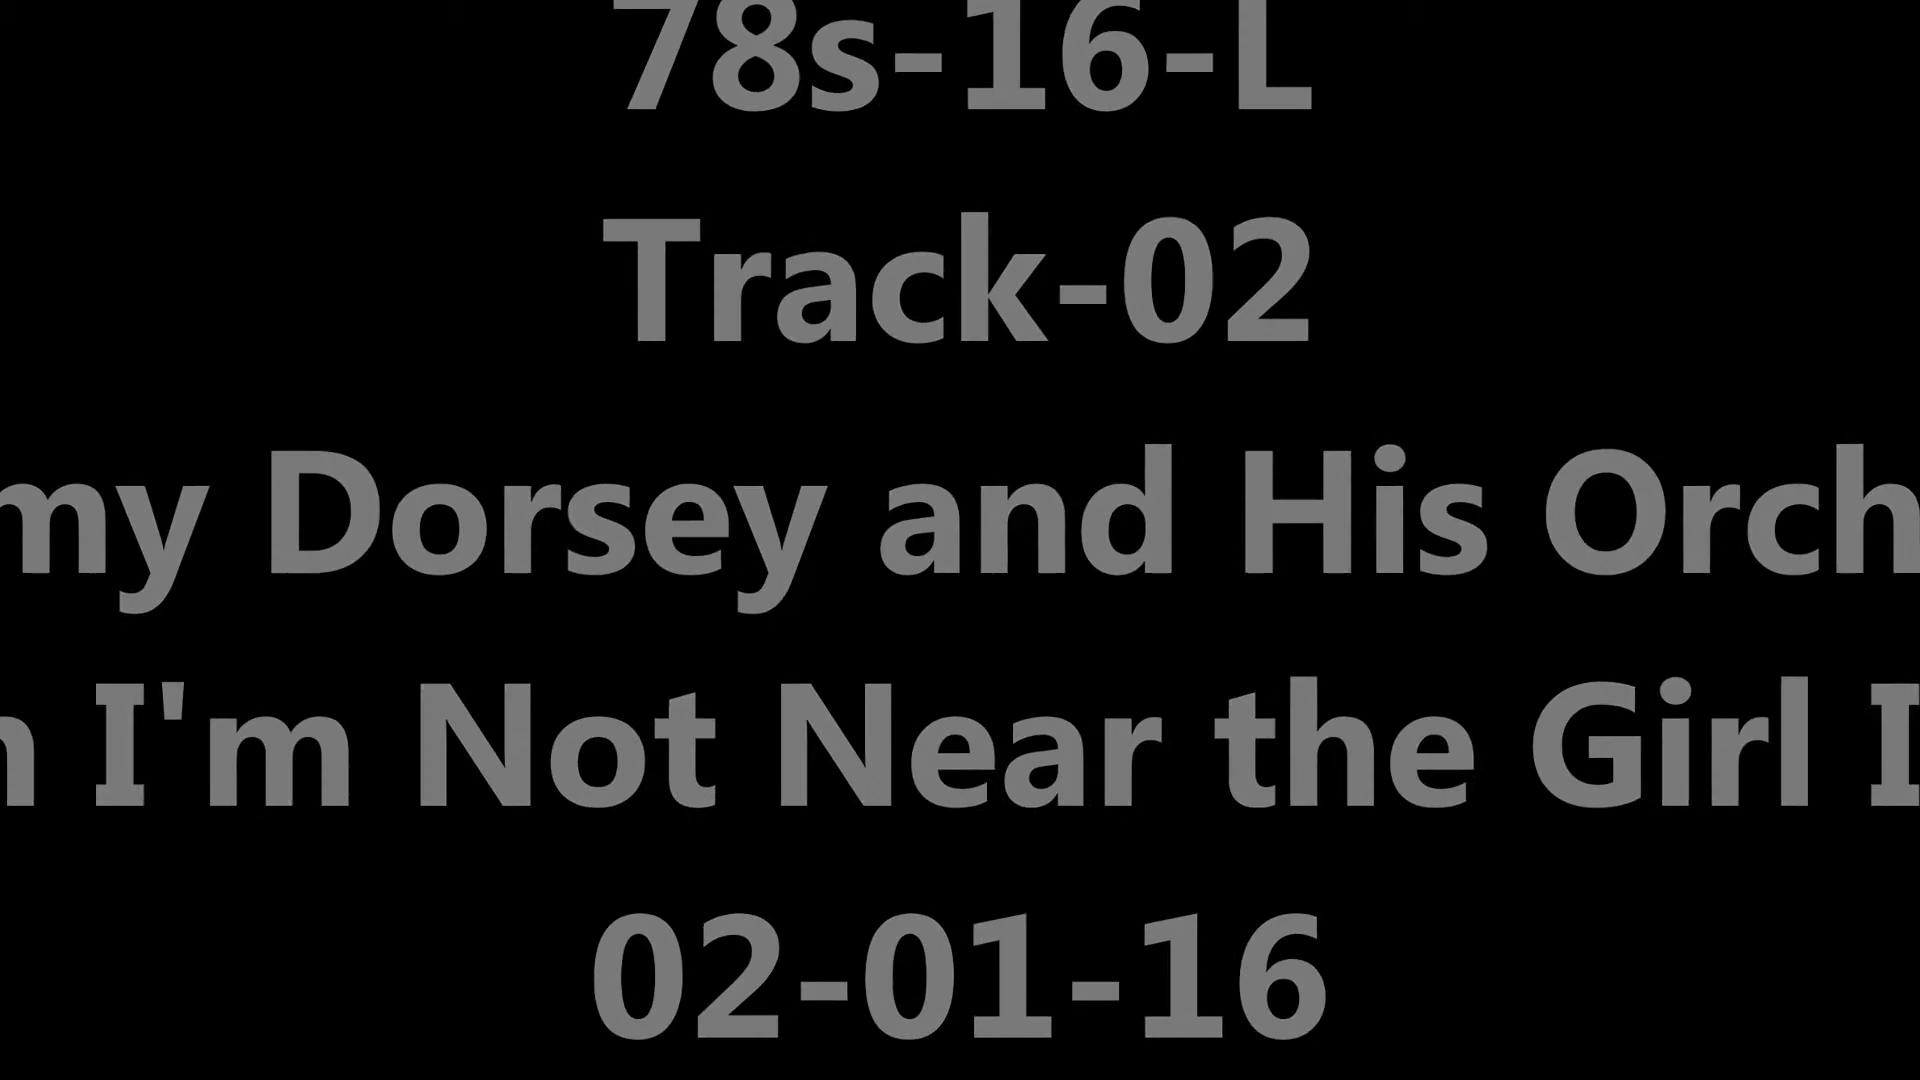 78s-16-L
Track-02
my Dorsey and His Orch
I'm Not Near the Girl I
02-01-16